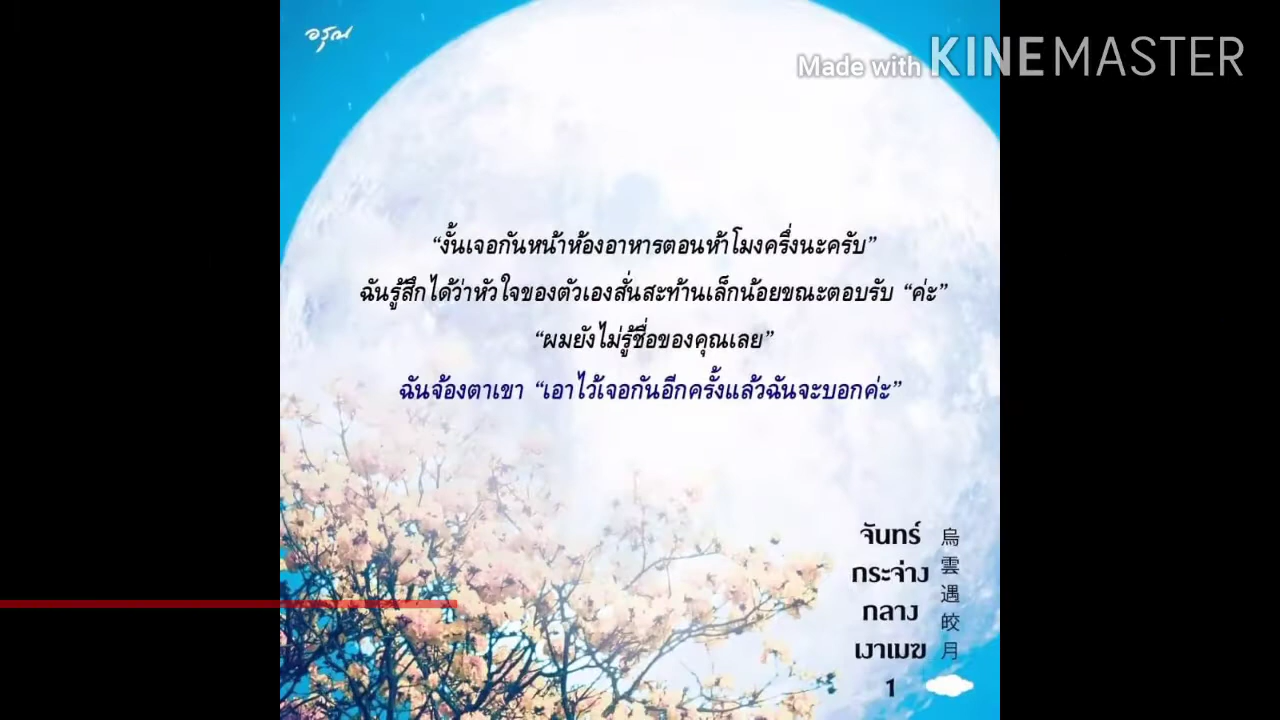 อรุณ
Made with KINEMASTER
“งั้นเจอกันหน้าห้องอาหารตอนห้าโมงครึ่งนะครับ”
ฉันรู้สึกได้ว่าหัวใจของตัวเองสั่นสะท้านเล็กน้อยขณะตอบรับ “ค่ะ”
“ผมยังไม่รู้ชื่อของคุณเลย”
ฉันจ้องตาเขา “เอาไว้เจอกันอีกครั้งแล้วฉันจะบอกค่ะ”
จันทร์
กระจ่าง
กลาง
เงาเมฆ
1
烏雲遇皎月